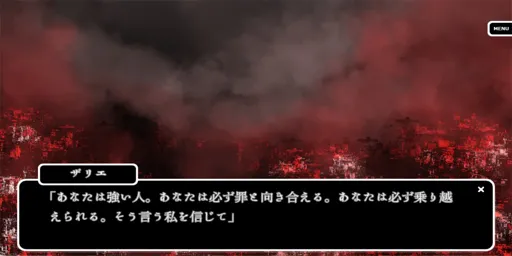 MENU
ザリエ
「あなたは強い人。あなたは必ず罪と向き合える。あなたは必ず乗り越
えられる。そう言う私を信じて」